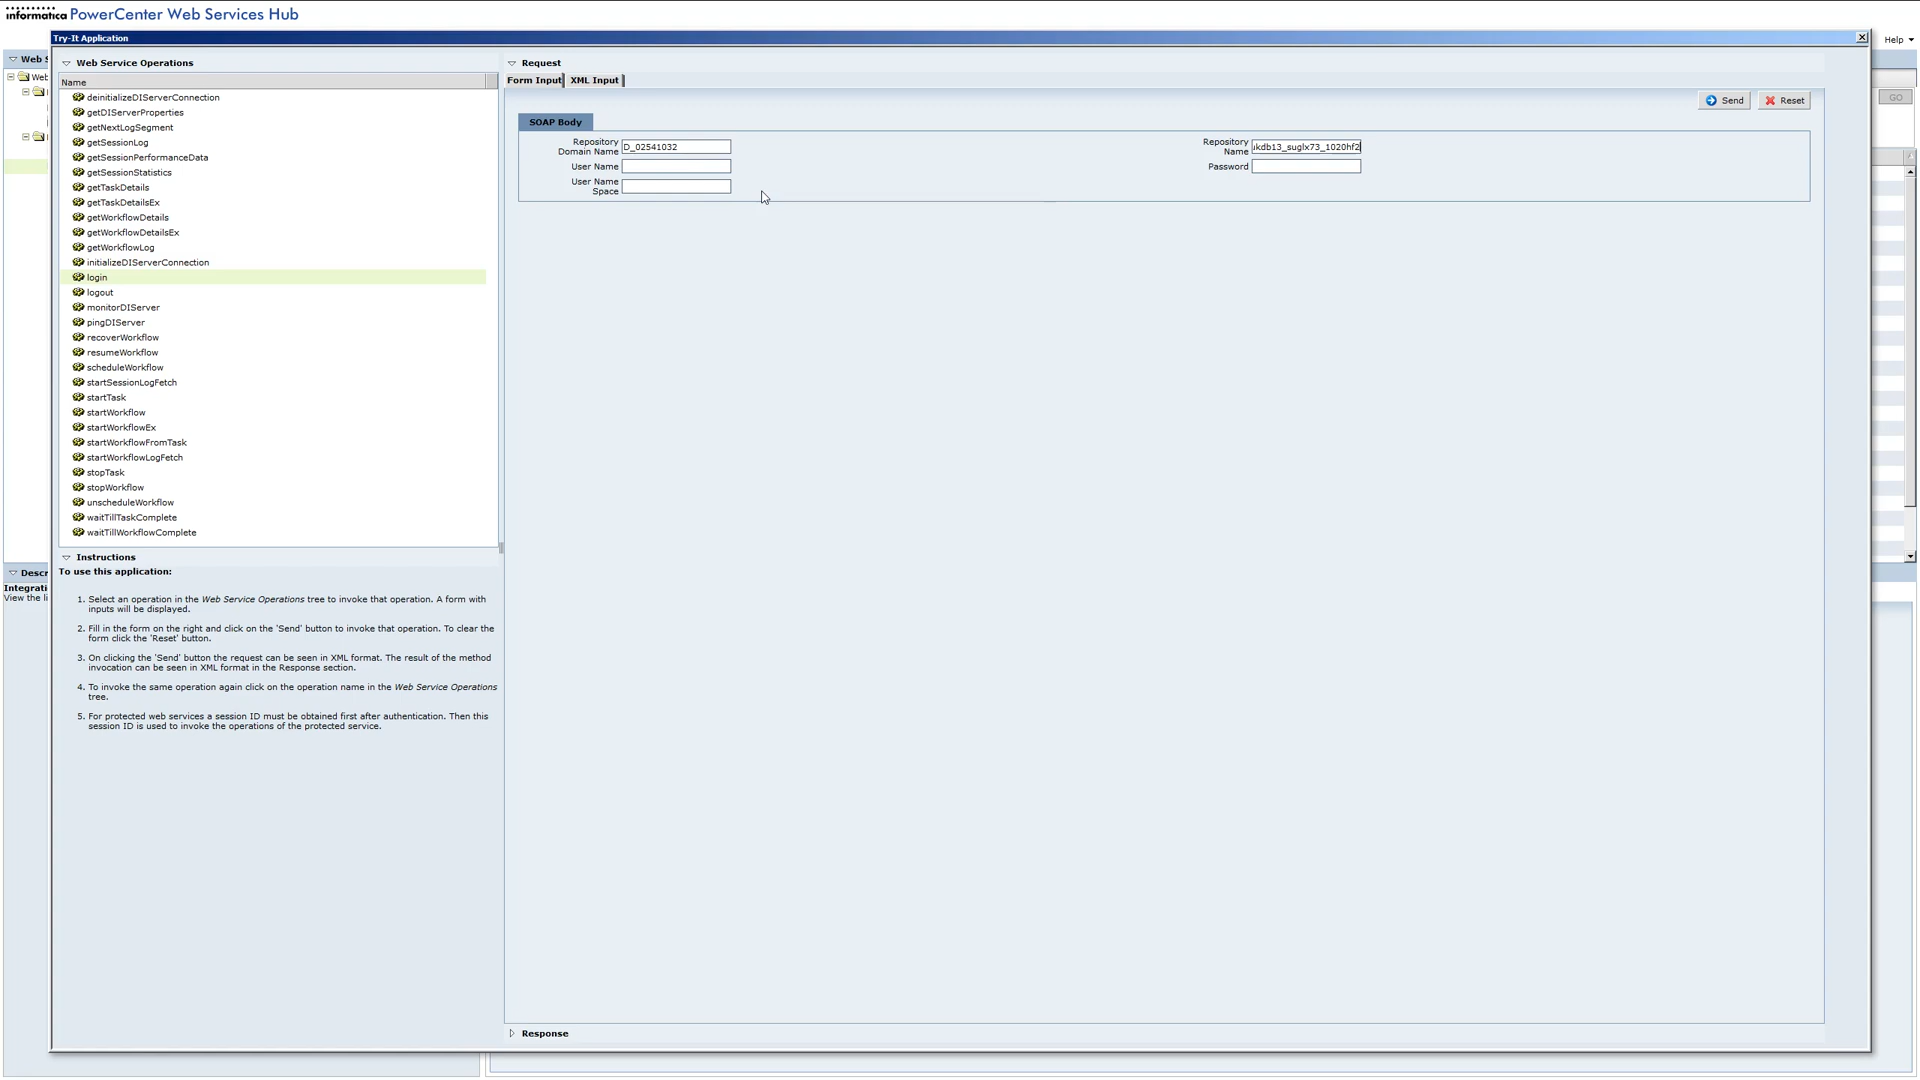 informatica PowerCenter Web Services Hub
Try-It Application
Help
Web S
Web Service Operations
Request
Web
Name
Form Input
XML Input
GO
Send
Reset
deinitializeDIServerConnection
getDIServerProperties
getNextLogSegment
getSessionLog
getSessionPerformanceData
getSessionStatistics
getTaskDetails
getTaskDetailsEx
getWorkflowDetails
getWorkflowDetailsEx
getWorkflowLog
initializeDIServerConnection
login
logout
monitorDIServer
pingDIServer
recoverWorkflow
resumeWorkflow
scheduleWorkflow
startSessionLogFetch
startTask
startWorkflow
startWorkflowEx
startWorkflowFromTask
startWorkflowLogFetch
stopTask
stopWorkflow
unscheduleWorkflow
waitTillTaskComplete
waitTillWorkflowComplete
SOAP Body
Repository
Domain Name
D_02541032
Repository
Name
kdb13_suglx73_1020hf2
User Name
Password
User Name
Space
Instructions
To use this application:
1. Select an operation in the Web Service Operations tree to invoke that operation. A form with
inputs will be displayed.
2. Fill in the form on the right and click on the 'Send' button to invoke that operation. To clear the
form click the 'Reset' button.
3. On clicking the 'Send' button the request can be seen in XML format. The result of the method
invocation can be seen in XML format in the Response section.
4. To invoke the same operation again click on the operation name in the Web Service Operations
tree.
5. For protected web services a session ID must be obtained first after authentication. Then this
session ID is used to invoke the operations of the protected service.
Descr
Integrati
View the li
Response